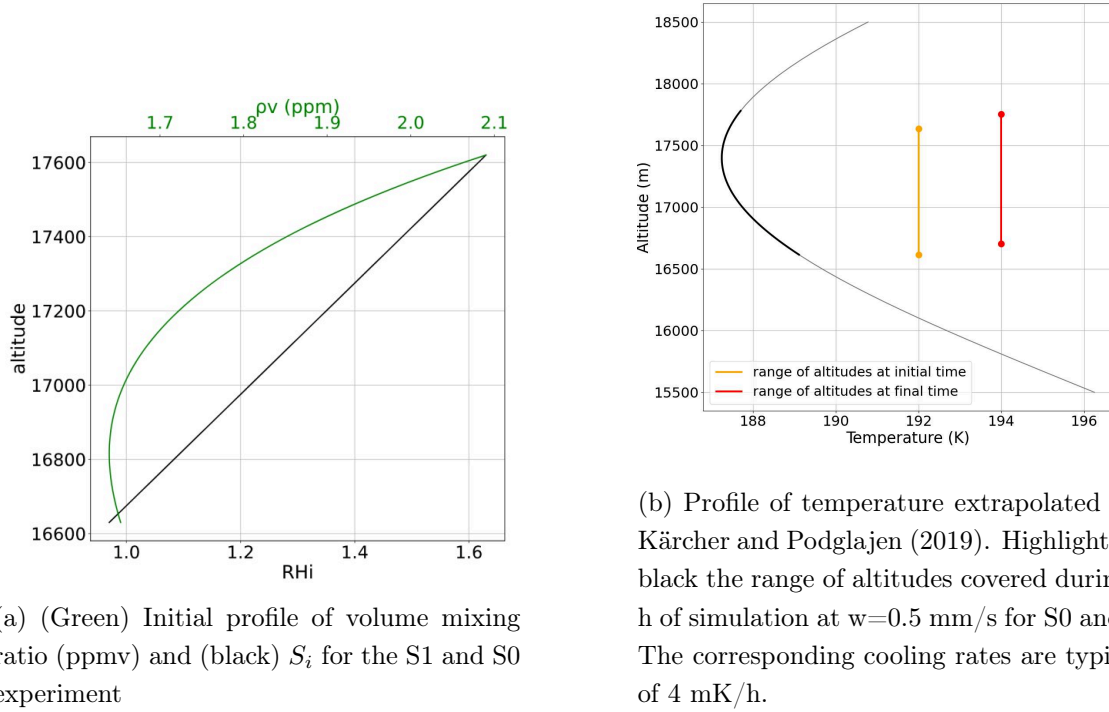 ρv (ppm)
1.7 1.8 1.9 2.0 2.1
17600
17400
17200
17000
16800
16600
altitude
1.0 1.2 1.4 1.6
RHi
(a) (Green) Initial profile of volume mixing
ratio (ppmv) and (black) S_i for the S1 and S0
experiment
18500
18000
17500
17000
16500
16000
15500
Altitude (m)
range of altitudes at initial time
range of altitudes at final time
188 190 192 194 196
Temperature (K)
(b) Profile of temperature extrapolated
Kärcher and Podglajen (2019). Highlight
black the range of altitudes covered durin
h of simulation at w=0.5 mm/s for S0 and
The corresponding cooling rates are typi
of 4 mK/h.